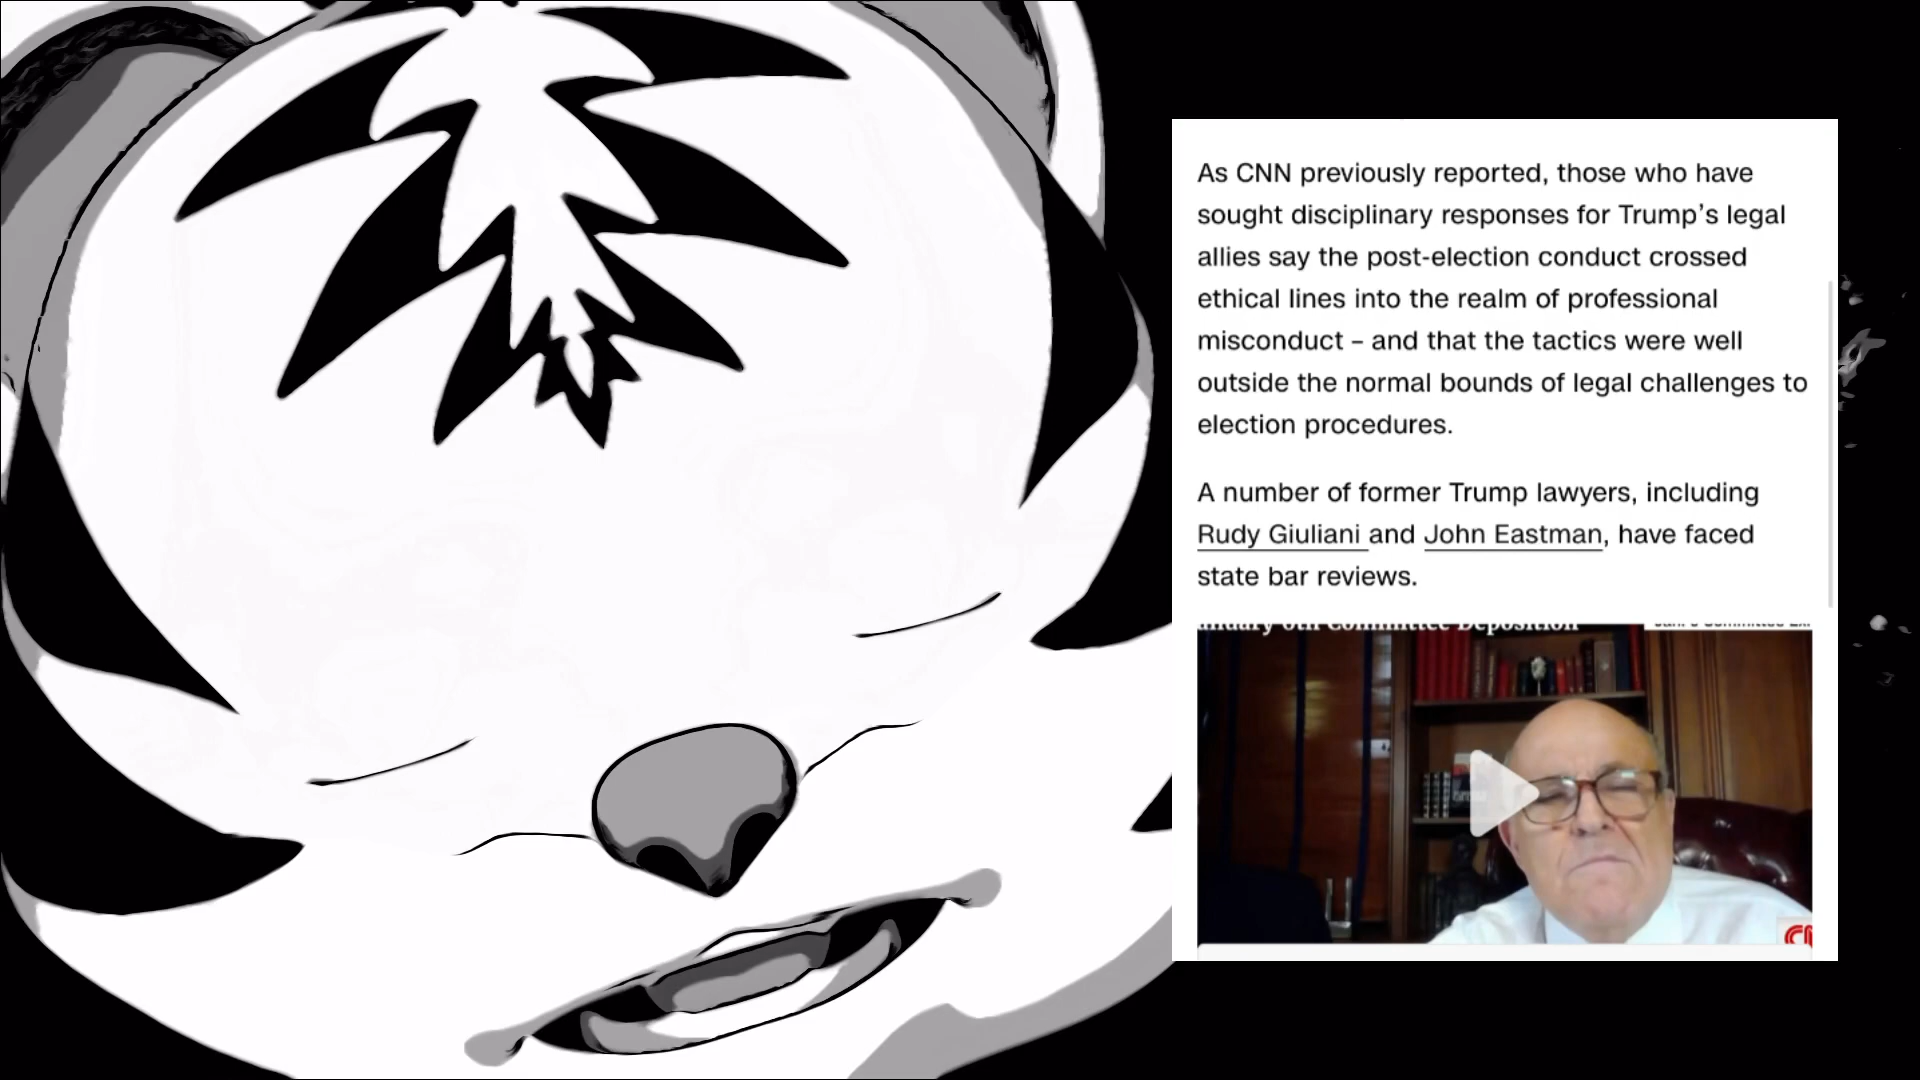 As CNN previously reported, those who have
sought disciplinary responses for Trump’s legal
allies say the post-election conduct crossed
ethical lines into the realm of professional
misconduct – and that the tactics were well
outside the normal bounds of legal challenges to
election procedures.
A number of former Trump lawyers, including
Rudy Giuliani and John Eastman, have faced
state bar reviews.
6th Committee Deposition